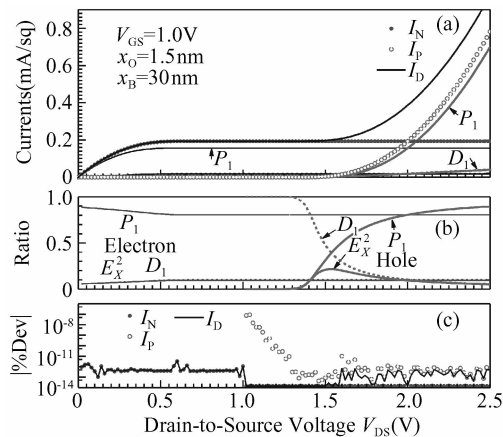 (a)
V_GS=1.0V
x_O=1.5nm
x_B=30nm
I_N
I_P
I_D
P_1
P_1
D_1
Currents(mA/sq)
0.8
0.6
0.4
0.2
0
1.0
0.5
0
Ratio
P_1
Electron
E_X^2 D_1
D_1
E_X^2 P_1
Hole
(b)
(c)
I_N I_D
I_P
|%Dev|
10^-8
10^-11
10^-14
0 0.5 1.0 1.5 2.0 2.5
Drain-to-Source Voltage V_DS(V)